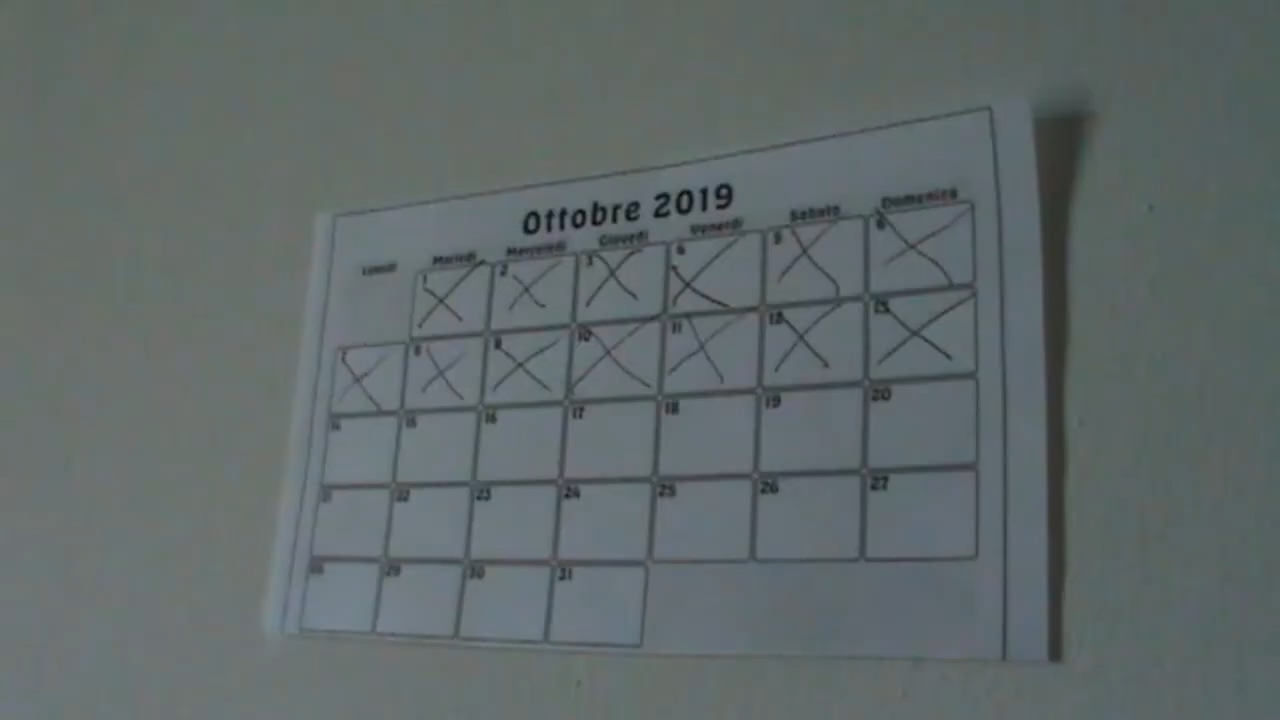 Ottobre 2019
Lunedì Martedì Mercoledì Giovedì Venerdì Sabato Domenica
1 2 3 4 5 6
7 8 9 10 11 12 13
14 15 16 17 18 19 20
21 22 23 24 25 26 27
28 29 30 31